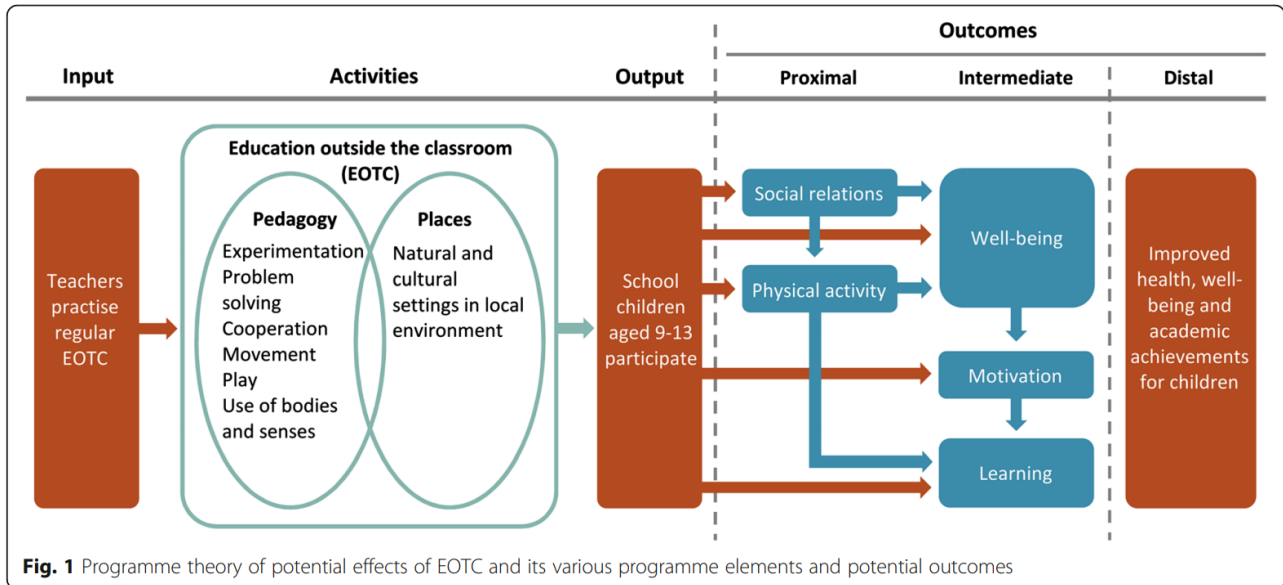 Outcomes
Input
Activities
Output
Proximal
Intermediate
Distal
Teachers
practise
regular
EOTC
Education outside the classroom
(EOTC)
Pedagogy
Experimentation
Problem
solving
Cooperation
Movement
Play
Use of bodies
and senses
Places
Natural and
cultural
settings in local
environment
School
children
aged 9-13
participate
Social relations
Physical activity
Well-being
Motivation
Learning
Improved
health, well-
being and
academic
achievements
for children
Fig. 1 Programme theory of potential effects of EOTC and its various programme elements and potential outcomes